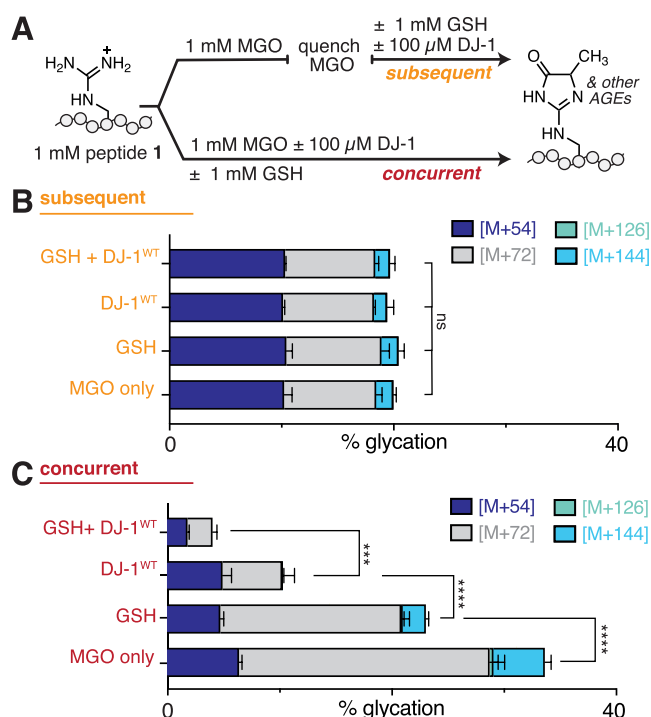 A
1 mM MGO
quench
MGO
± 1 mM GSH
± 100 µM DJ-1
subsequent
H₂N
NH₂
+
HN
1 mM peptide 1
1 mM MGO ± 100 µM DJ-1
± 1 mM GSH
concurrent
O
CH₃
HN
N
HN
& other
AGEs
B subsequent
[M+54] [M+126]
[M+72] [M+144]
GSH + DJ-1ᵂᵀ
DJ-1ᵂᵀ
GSH
MGO only
ns
0 % glycation 40
C concurrent
[M+54] [M+126]
[M+72] [M+144]
GSH+ DJ-1ᵂᵀ
DJ-1ᵂᵀ
GSH
MGO only
***
****
****
0 % glycation 40